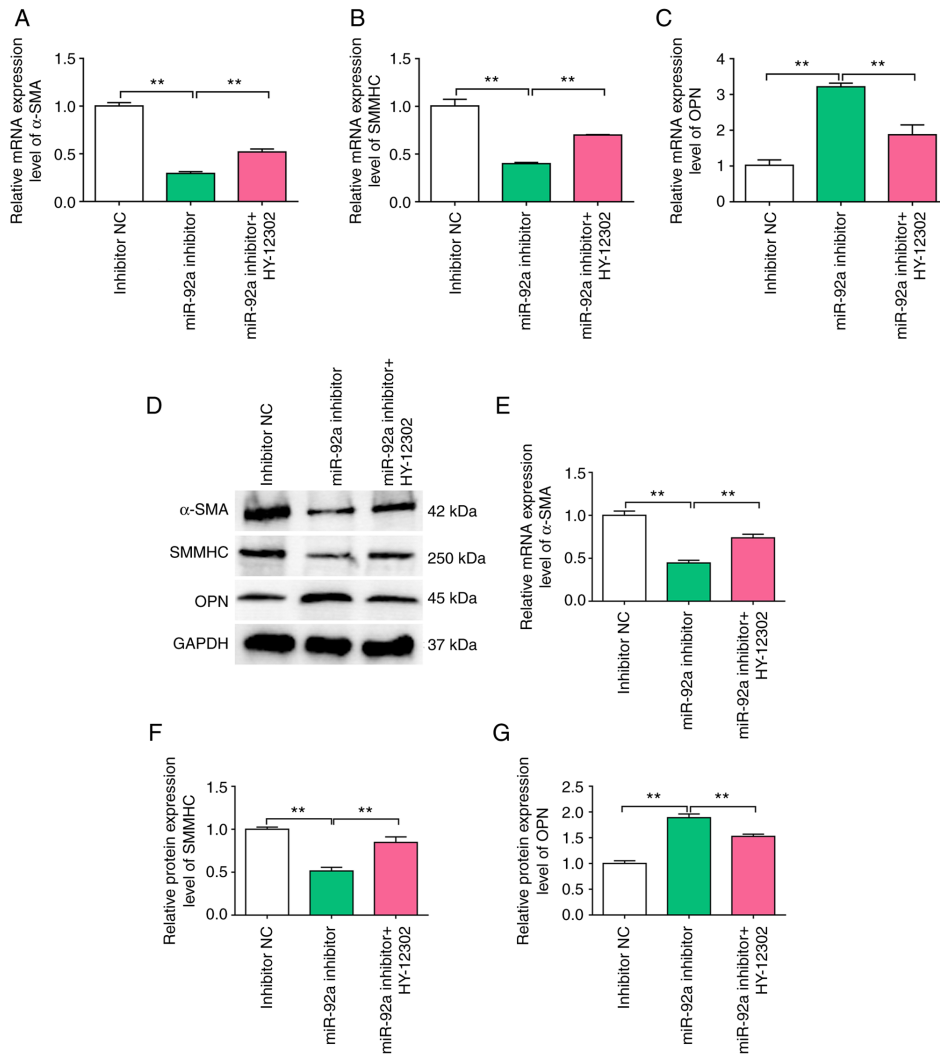 A
Relative mRNA expression
level of α-SMA
1.5
1.0
0.5
0.0
**
**
Inhibitor NC
miR-92a inhibitor
miR-92a inhibitor+
HY-12302
B
Relative mRNA expression
level of SMMHC
1.5
1.0
0.5
0.0
**
**
Inhibitor NC
miR-92a inhibitor
miR-92a inhibitor+
HY-12302
C
Relative mRNA expression
level of OPN
4
3
2
1
0
**
**
Inhibitor NC
miR-92a inhibitor
miR-92a inhibitor+
HY-12302
D
Inhibitor NC
miR-92a inhibitor
miR-92a inhibitor+
HY-12302
α-SMA
42 kDa
SMMHC
250 kDa
OPN
45 kDa
GAPDH
37 kDa
E
Relative mRNA expression
level of α-SMA
1.5
1.0
0.5
0.0
**
**
Inhibitor NC
miR-92a inhibitor
miR-92a inhibitor+
HY-12302
F
Relative protein expression
level of SMMHC
1.5
1.0
0.5
0.0
**
**
Inhibitor NC
miR-92a inhibitor
miR-92a inhibitor+
HY-12302
G
Relative protein expression
level of OPN
2.5
2.0
1.5
1.0
0.5
0.0
**
**
Inhibitor NC
miR-92a inhibitor
miR-92a inhibitor+
HY-12302